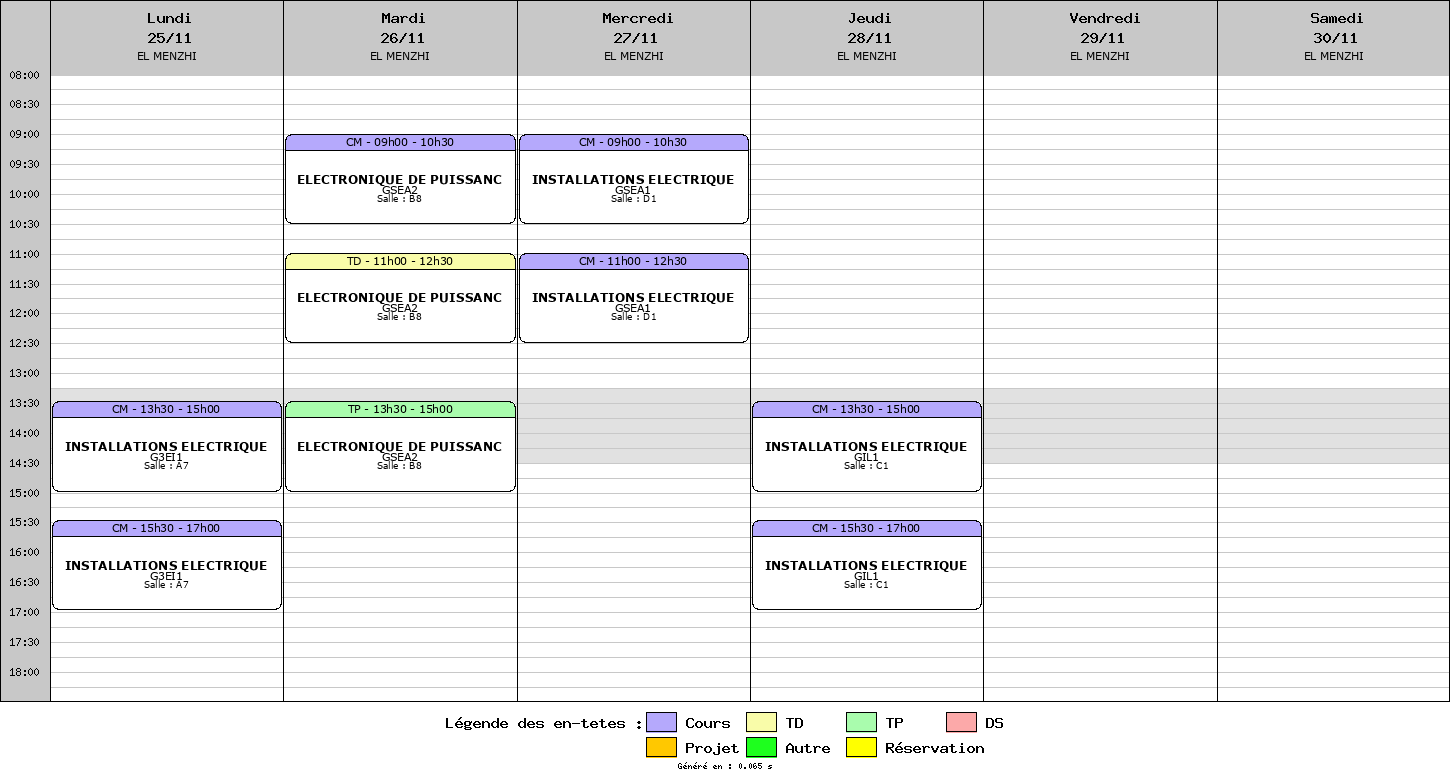 Lundi
25/11
EL MENZHI
Mardi
26/11
EL MENZHI
Mercredi
27/11
EL MENZHI
Jeudi
28/11
EL MENZHI
Vendredi
29/11
EL MENZHI
Samedi
30/11
EL MENZHI
08:00
08:30
09:00
09:30
10:00
10:30
11:00
11:30
12:00
12:30
13:00
13:30
14:00
14:30
15:00
15:30
16:00
16:30
17:00
17:30
18:00
CM - 13h30 - 15h00
INSTALLATIONS ELECTRIQUE
G3EI1
Salle : A7
CM - 15h30 - 17h00
INSTALLATIONS ELECTRIQUE
G3EI1
Salle : A7
CM - 09h00 - 10h30
ELECTRONIQUE DE PUISSANC
GSEA2
Salle : B8
TD - 11h00 - 12h30
ELECTRONIQUE DE PUISSANC
GSEA2
Salle : B8
TP - 13h30 - 15h00
ELECTRONIQUE DE PUISSANC
GSEA2
Salle : B8
CM - 09h00 - 10h30
INSTALLATIONS ELECTRIQUE
GSEA1
Salle : D1
CM - 11h00 - 12h30
INSTALLATIONS ELECTRIQUE
GSEA1
Salle : D1
CM - 13h30 - 15h00
INSTALLATIONS ELECTRIQUE
GIL1
Salle : C1
CM - 15h30 - 17h00
INSTALLATIONS ELECTRIQUE
GIL1
Salle : C1
Légende des en-tetes : Cours TD TP DS
Projet Autre Réservation
Généré en : 0.065 s